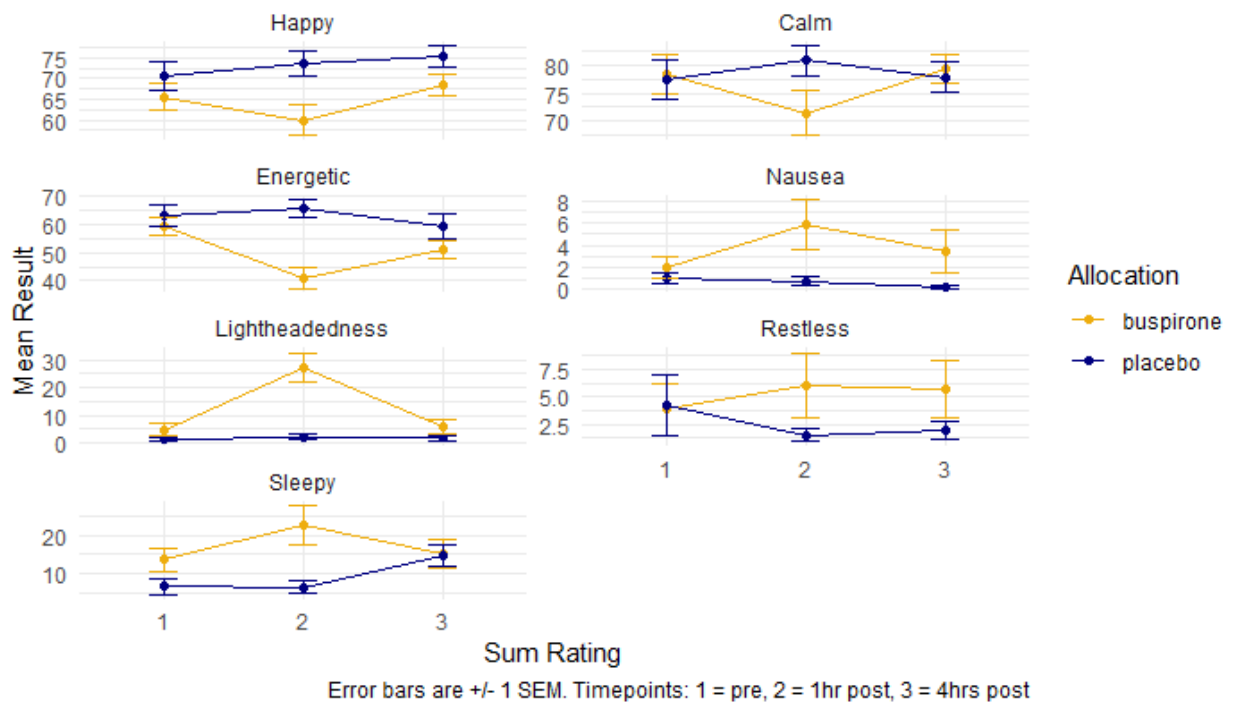 Happy
Calm
75
70
65
60
80
75
70
Energetic
Nausea
70
60
50
40
8
6
4
2
0
Mean Result
Lightheadedness
Restless
30
20
10
0
7.5
5.0
2.5
1 2 3
Sleepy
20
10
1 2 3
Sum Rating
Allocation
buspirone
placebo
Error bars are +/- 1 SEM. Timepoints: 1 = pre, 2 = 1hr post, 3 = 4hrs post